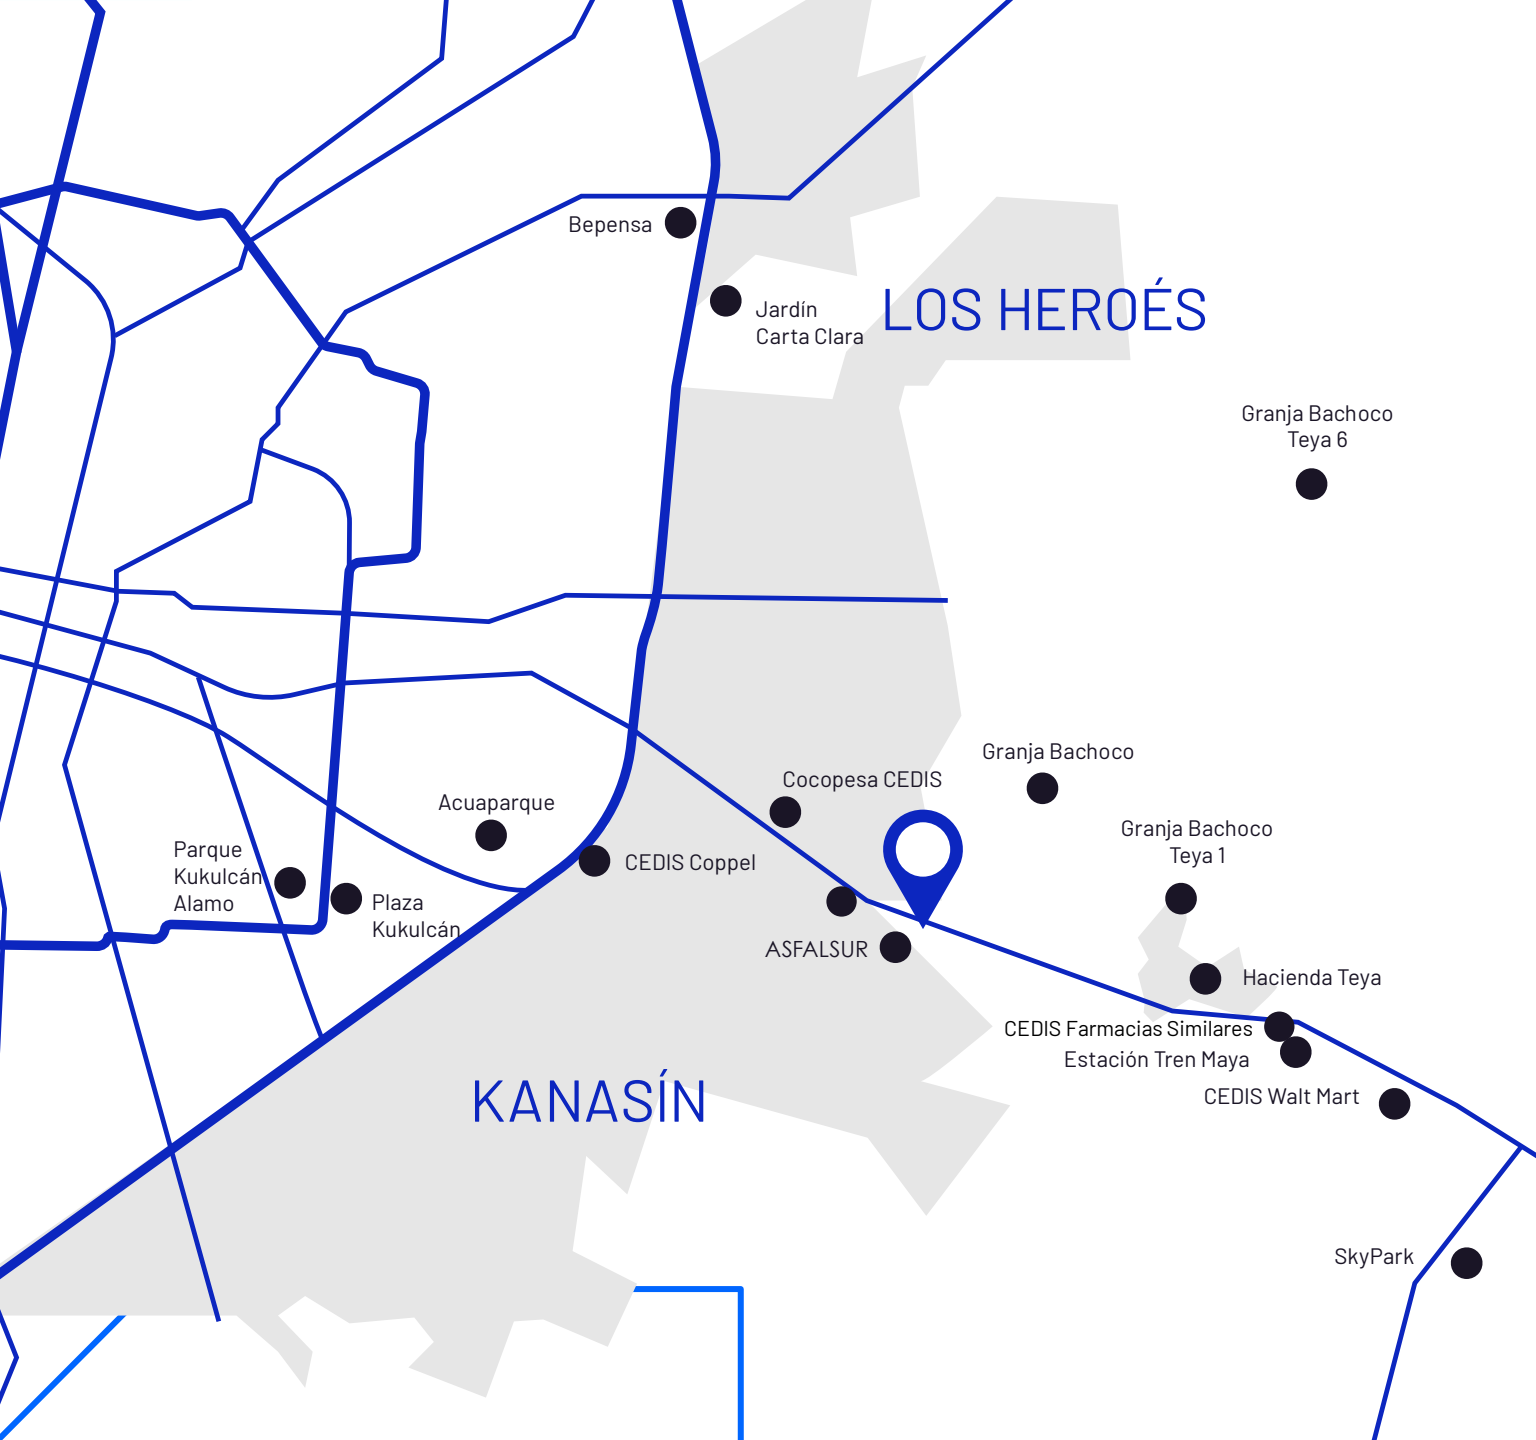 Bepensa
Jardín
Carta Clara
LOS HEROÉS
Granja Bachoco
Teya 6
Granja Bachoco
Cocopesa CEDIS
Acuaparque
Granja Bachoco
Teya 1
Parque
Kukulcán
Alamo
CEDIS Coppel
Plaza
Kukulcán
ASFALSUR
Hacienda Teya
CEDIS Farmacias Similares
Estación Tren Maya
CEDIS Walt Mart
KANASÍN
SkyPark